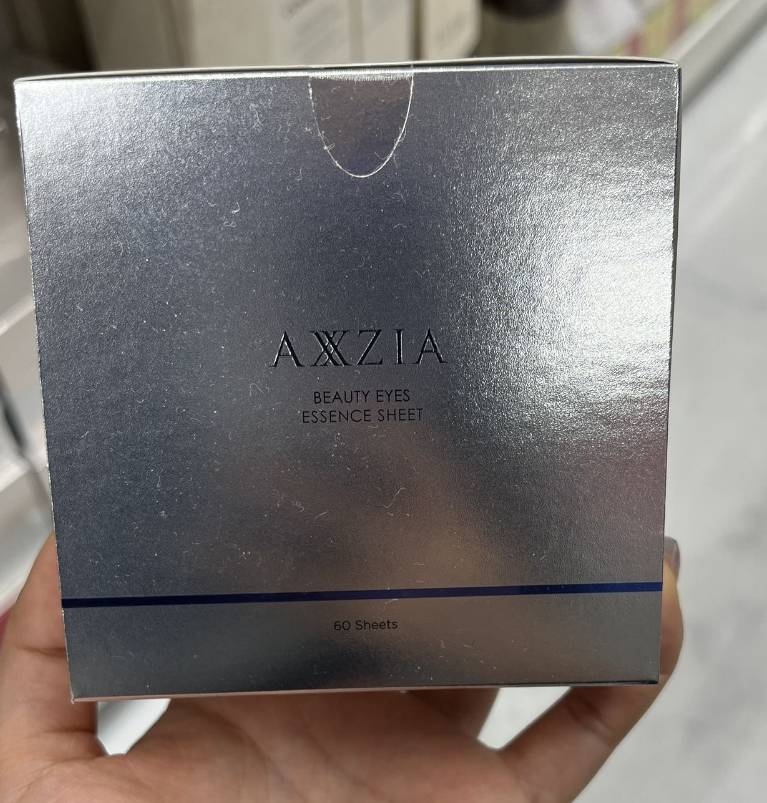 AXXZIA
BEAUTY EYES
ESSENCE SHEET
60 Sheets